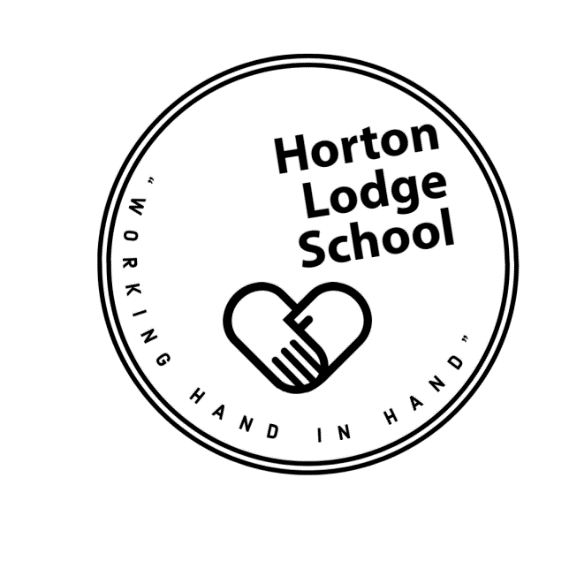 Horton
Lodge
School
“WORKING HAND IN HAND”